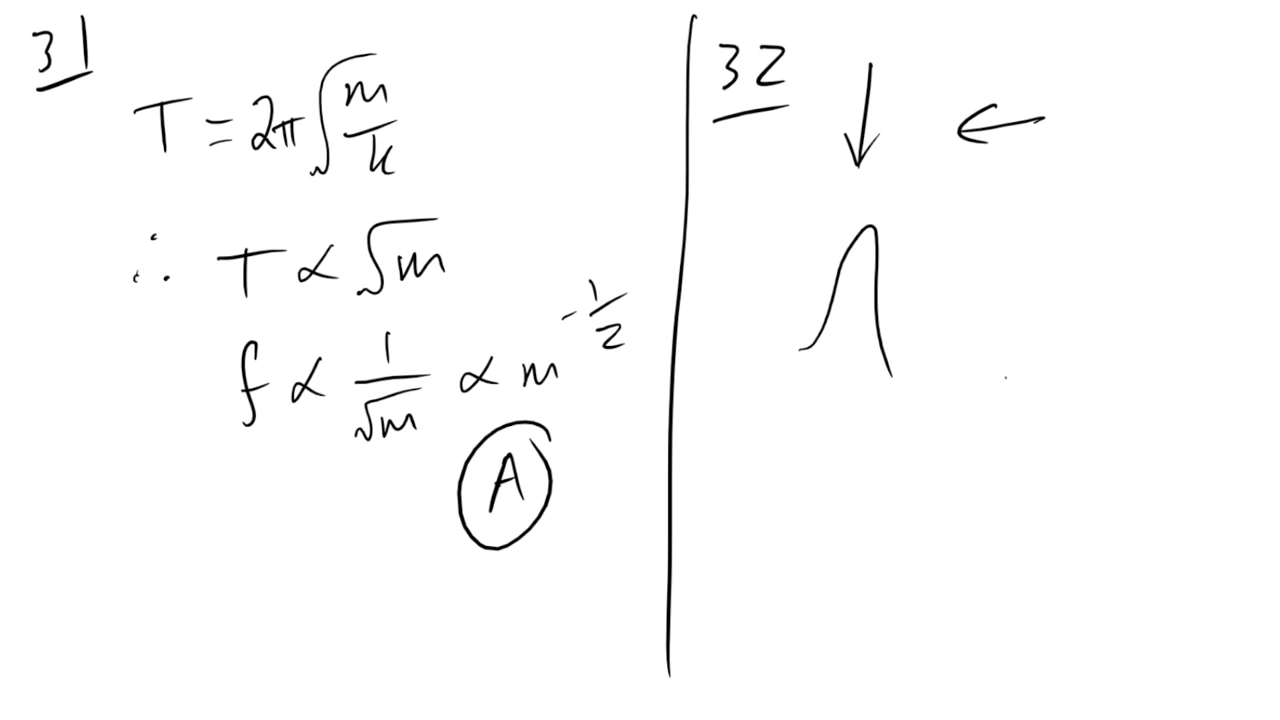 31
T = 2π√(m/k)
∴ T ∝ √m
f ∝ 1/√m ∝ m^(-1/2)
A
32